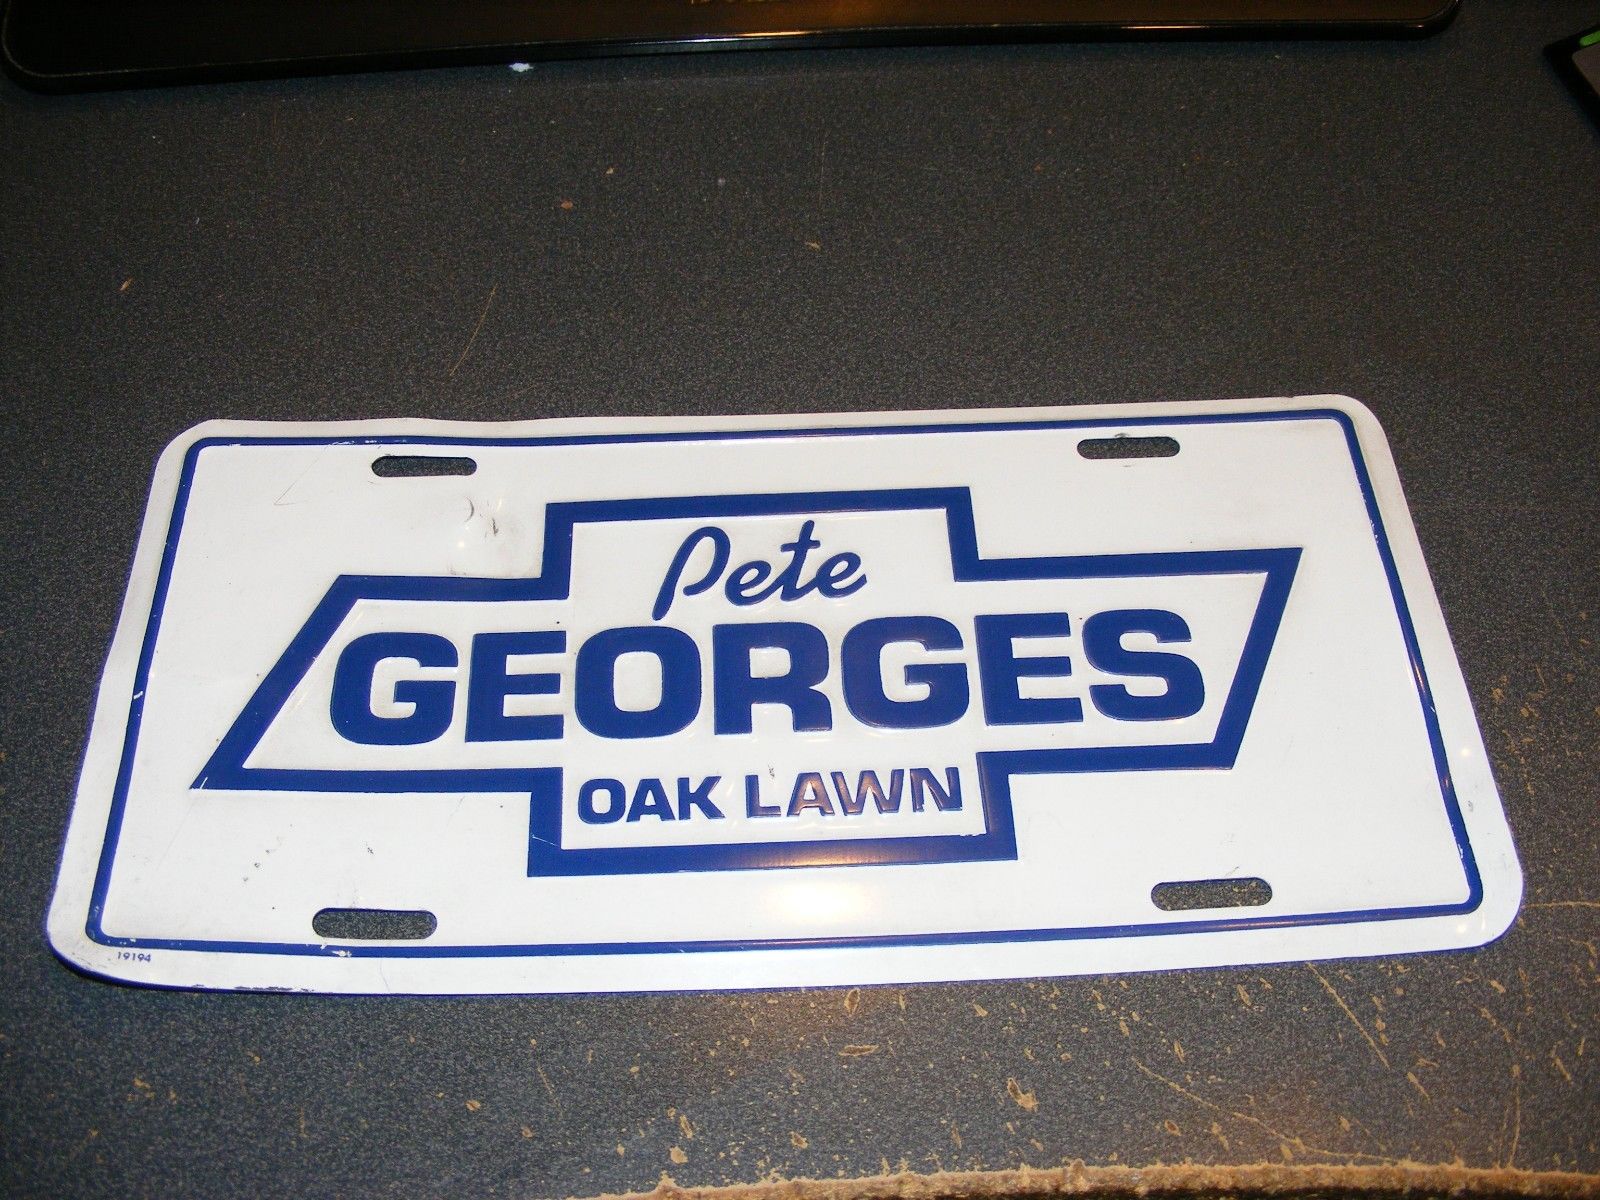 Pete
GEORGES
OAK LAWN
19194